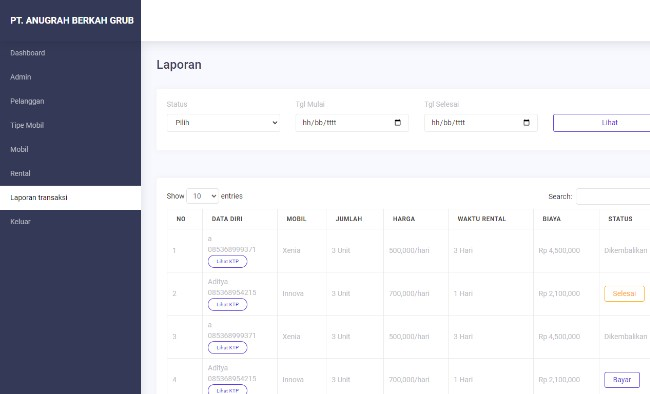 PT. ANUGRAH BERKAH GRUB
Dashboard
Admin
Pelanggan
Tipe Mobil
Mobil
Rental
Laporan transaksi
Keluar
Laporan
Status
Tgl Mulai
Tgl Selesai
Pilih
hh/bb/tttt
hh/bb/tttt
Lihat
Show 10 entries
Search:
NO DATA DIRI MOBIL JUMLAH HARGA WAKTU RENTAL BIAYA STATUS
1 a 085368999371 Lihat KTP Xenia 3 Unit 500,000/hari 3 Hari Rp 4,500,000 Dikembalikan
2 Aditya 085368954215 Lihat KTP Innova 3 Unit 700,000/hari 1 Hari Rp 2,100,000 Selesai
3 a 085368999371 Lihat KTP Xenia 3 Unit 500,000/hari 3 Hari Rp 4,500,000 Dikembalikan
4 Aditya 085368954215 Lihat KTP Innova 3 Unit 700,000/hari 1 Hari Rp 2,100,000 Bayar